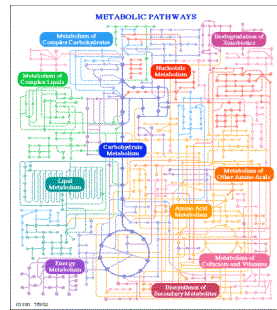 METABOLIC PATHWAYS
Metabolism of
Complex Carbohydrates
Biodegradation of
Xenobiotics
Nucleotide
Metabolism
Metabolism of
Complex Lipids
Carbohydrate
Metabolism
Metabolism of
Other Amino Acids
Lipid
Metabolism
Amino Acid
Metabolism
Metabolism of
Cofactors and Vitamins
Energy
Metabolism
Biosynthesis of
Secondary Metabolites